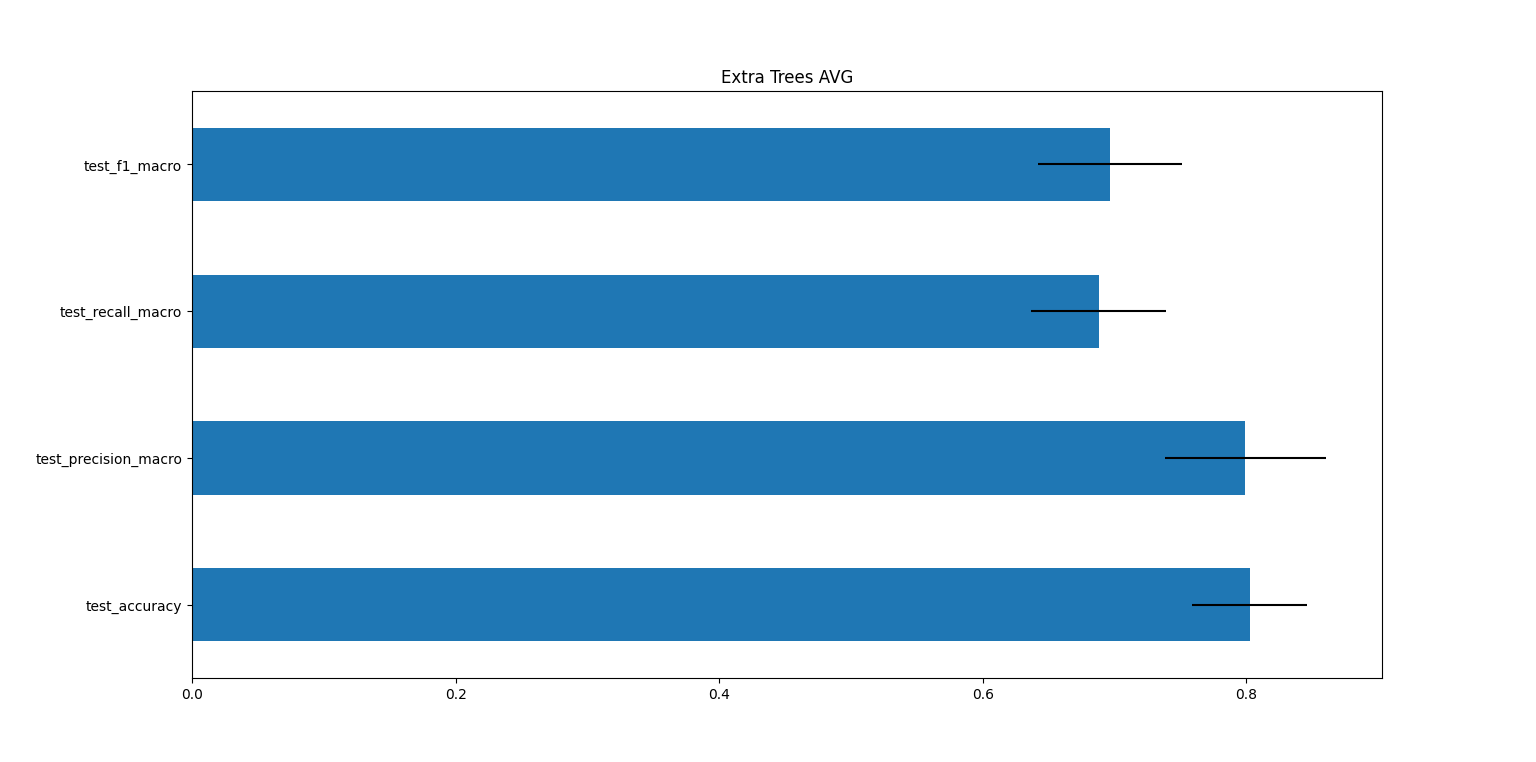 Extra Trees AVG
test_f1_macro
test_recall_macro
test_precision_macro
test_accuracy
0.0 0.2 0.4 0.6 0.8